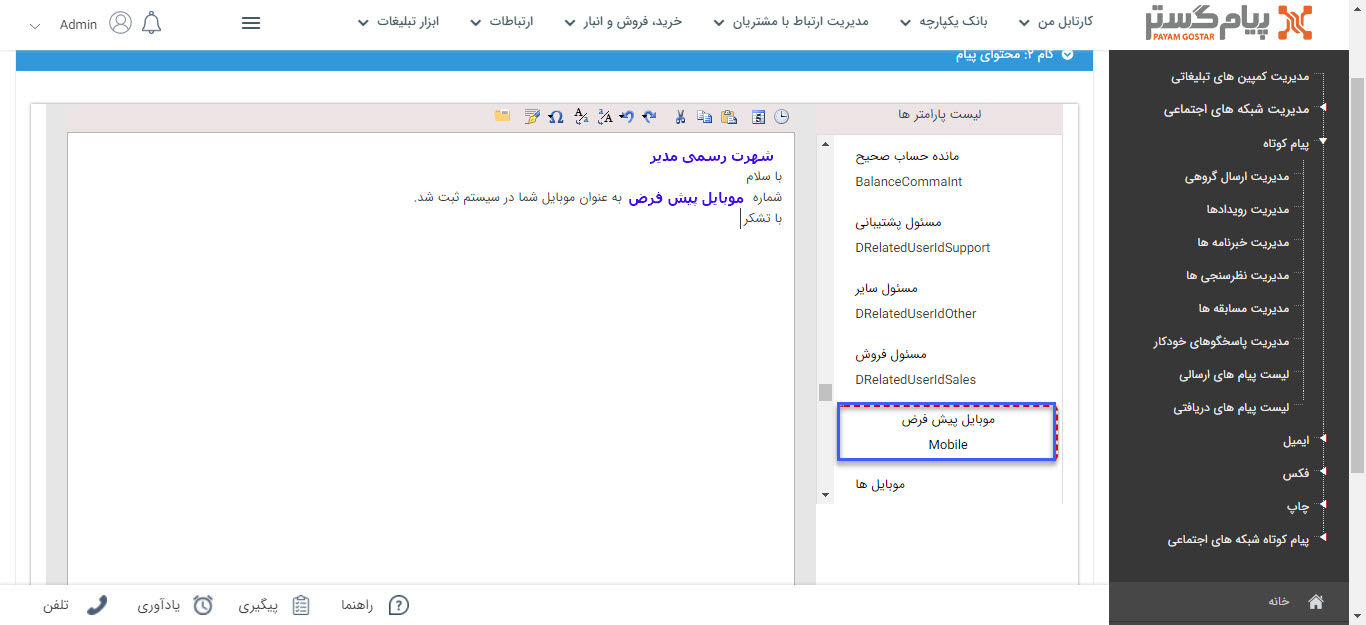 پیام گستر
PAYAM GOSTAR
کارتابل من
بانک یکپارچه
مدیریت ارتباط با مشتریان
خرید، فروش و انبار
ارتباطات
ابزار تبلیغات
Admin
مدیریت کمپین های تبلیغاتی
مدیریت شبکه های اجتماعی
پیام کوتاه
مدیریت ارسال گروهی
مدیریت رویدادها
مدیریت خبرنامه ها
مدیریت نظرسنجی ها
مدیریت مسابقه ها
مدیریت پاسخگوهای خودکار
لیست پیام های ارسالی
لیست پیام های دریافتی
ایمیل
فکس
چاپ
پیام کوتاه شبکه های اجتماعی
خانه
گام ۲: محتوای پیام
لیست پارامتر ها
مانده حساب صحیح
BalanceCommaInt
مسئول پشتیبانی
DRelatedUserIdSupport
مسئول سایر
DRelatedUserIdOther
مسئول فروش
DRelatedUserIdSales
موبایل پیش فرض
Mobile
موبایل ها
شهرت رسمی مدیر
با سلام
شماره موبایل پیش فرض به عنوان موبایل شما در سیستم ثبت شد.
با تشکر
راهنما
پیگیری
یادآوری
تلفن